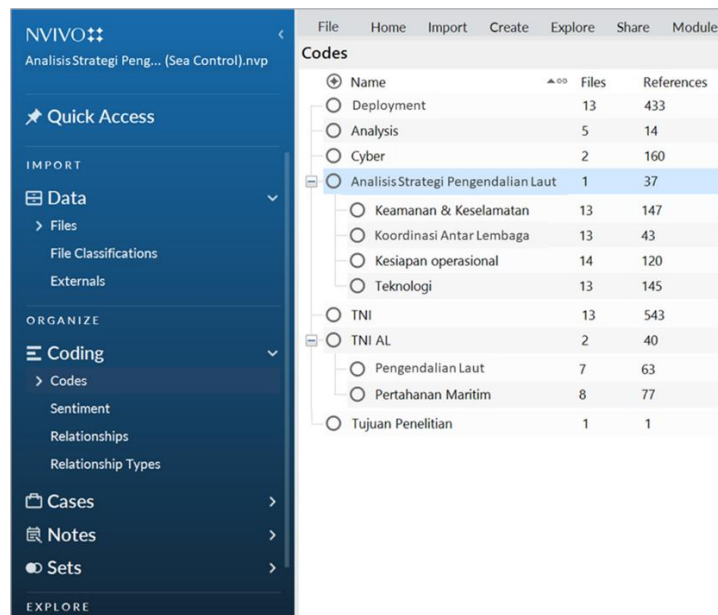 NVIVO
Analisis Strategi Peng... (Sea Control).nvp
Quick Access
IMPORT
Data
Files
File Classifications
Externals
ORGANIZE
Coding
Codes
Sentiment
Relationships
Relationship Types
Cases
Notes
Sets
EXPLORE
File Home Import Create Explore Share Module
Codes
Name Files References
Deployment 13 433
Analysis 5 14
Cyber 2 160
Analisis Strategi Pengendalian Laut 1 37
Keamanan & Keselamatan 13 147
Koordinasi Antar Lembaga 13 43
Kesiapan operasional 14 120
Teknologi 13 145
TNI 13 543
TNI AL 2 40
Pengendalian Laut 7 63
Pertahanan Maritim 8 77
Tujuan Penelitian 1 1